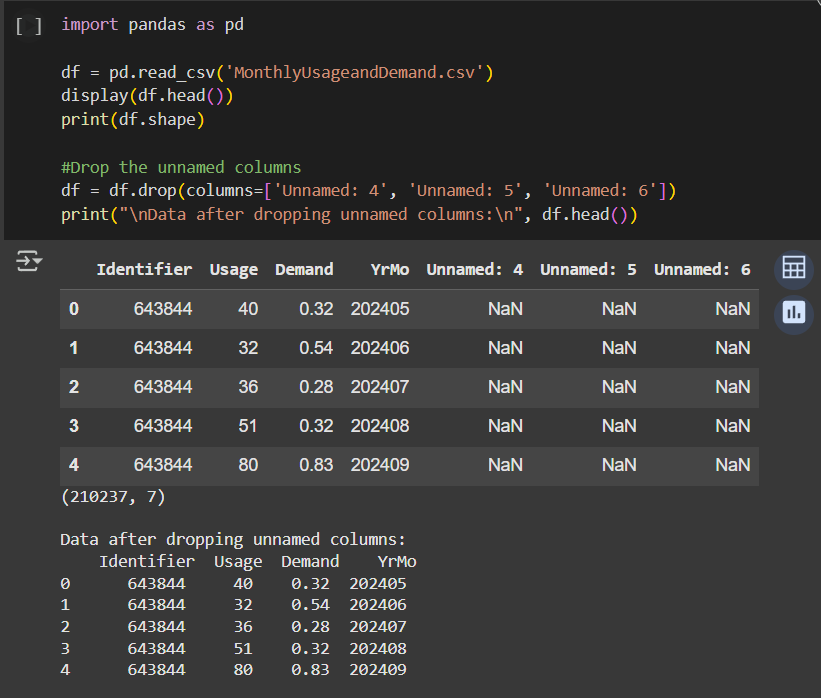 [ ] import pandas as pd
df = pd.read_csv('MonthlyUsageandDemand.csv')
display(df.head())
print(df.shape)
#Drop the unnamed columns
df = df.drop(columns=['Unnamed: 4', 'Unnamed: 5', 'Unnamed: 6'])
print("\nData after dropping unnamed columns:\n", df.head())
Identifier Usage Demand YrMo Unnamed: 4 Unnamed: 5 Unnamed: 6
0 643844 40 0.32 202405 NaN NaN NaN
1 643844 32 0.54 202406 NaN NaN NaN
2 643844 36 0.28 202407 NaN NaN NaN
3 643844 51 0.32 202408 NaN NaN NaN
4 643844 80 0.83 202409 NaN NaN NaN
(210237, 7)
Data after dropping unnamed columns:
Identifier Usage Demand YrMo
0 643844 40 0.32 202405
1 643844 32 0.54 202406
2 643844 36 0.28 202407
3 643844 51 0.32 202408
4 643844 80 0.83 202409